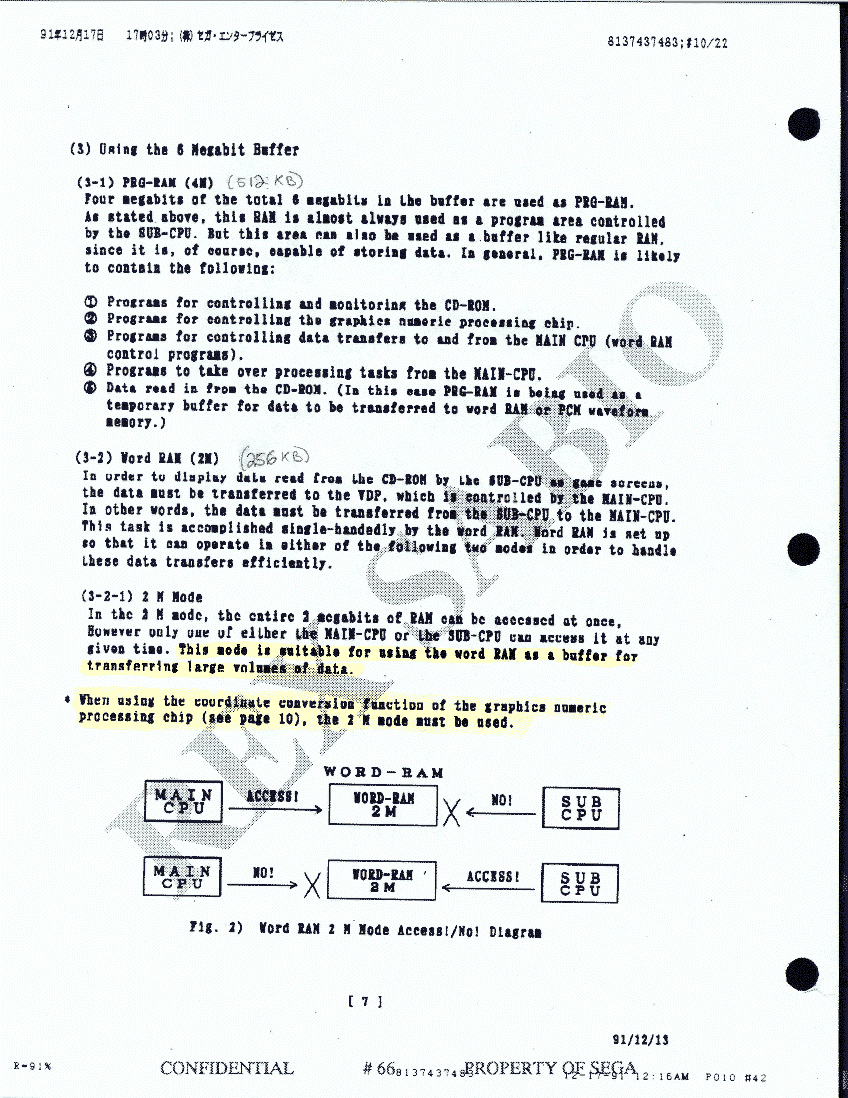 91年12月17日 17時03分; (株)セガ・エンタープライゼス
8137437483;#10/22
(3) Using the 6 Megabit Buffer
(3-1) PRG-RAM (4M) (512 KB)
Four megabits of the total 6 megabits in the buffer are used as PRG-RAM.
As stated above, this RAM is almost always used as a program area controlled
by the SUB-CPU. But this area can also be used as a buffer like regular RAM,
since it is, of course, capable of storing data. In general, PRG-RAM is likely
to contain the following:
① Programs for controlling and monitoring the CD-ROM.
② Programs for controlling the graphics numeric processing chip.
③ Programs for controlling data transfers to and from the MAIN CPU (word RAM
control programs).
④ Programs to take over processing tasks from the MAIN-CPU.
⑤ Data read in from the CD-ROM. (In this case PRG-RAM is being used as a
temporary buffer for data to be transferred to word RAM or PCM waveform
memory.)
(3-2) Word RAM (2M) (256 KB)
In order to display data read from the CD-ROM by the SUB-CPU as game screens,
the data must be transferred to the VDP, which is controlled by the MAIN-CPU.
In other words, the data must be transferred from the SUB-CPU to the MAIN-CPU.
This task is accomplished single-handedly by the word RAM. Word RAM is set up
so that it can operate in either of the following two modes in order to handle
these data transfers efficiently.
(3-2-1) 2 M Mode
In the 2 M mode, the entire 2 megabits of RAM can be accessed at once,
However only one of either the MAIN-CPU or the SUB-CPU can access it at any
given time. This mode is suitable for using the word RAM as a buffer for
transferring large volumes of data.
* When using the coordinate conversion function of the graphics numeric
processing chip (see page 10), the 2 M mode must be used.
WORD-RAM
MAIN CPU ACCESS! WORD-RAM 2M NO! SUB CPU
MAIN CPU NO! WORD-RAM 2M ACCESS! SUB CPU
Fig. 2) Word RAM 2 M Mode Access!/No! Diagram
[ 7 ]
91/12/13
R=91% CONFIDENTIAL #66 8137437483 PROPERTY OF SEGA 12-17-91 12:16AM P010 #42
REX SABIO